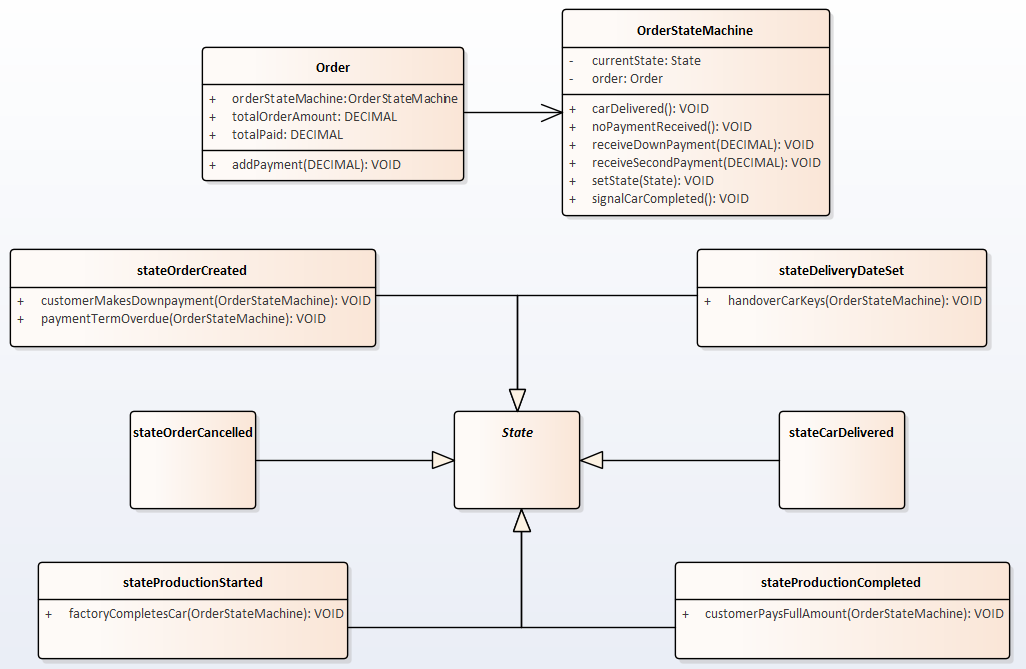 Order
+ orderStateMachine:OrderStateMachine
+ totalOrderAmount: DECIMAL
+ totalPaid: DECIMAL
+ addPayment(DECIMAL): VOID
OrderStateMachine
- currentState: State
- order: Order
+ carDelivered(): VOID
+ noPaymentReceived(): VOID
+ receiveDownPayment(DECIMAL): VOID
+ receiveSecondPayment(DECIMAL): VOID
+ setState(State): VOID
+ signalCarCompleted(): VOID
stateOrderCreated
+ customerMakesDownpayment(OrderStateMachine): VOID
+ paymentTermOverdue(OrderStateMachine): VOID
stateDeliveryDateSet
+ handoverCarKeys(OrderStateMachine): VOID
stateOrderCancelled
State
stateCarDelivered
stateProductionStarted
+ factoryCompletesCar(OrderStateMachine): VOID
stateProductionCompleted
+ customerPaysFullAmount(OrderStateMachine): VOID